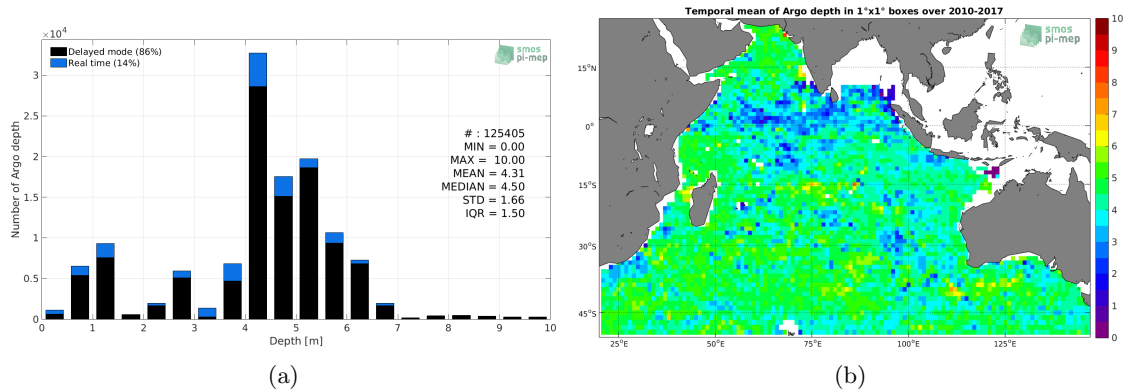 ×10⁴
Delayed mode (86%)
Real time (14%)
smos
pi-mep
3
2.5
2
1.5
1
0.5
0
Number of Argo depth
# : 125405
MIN = 0.00
MAX = 10.00
MEAN = 4.31
MEDIAN = 4.50
STD = 1.66
IQR = 1.50
0 1 2 3 4 5 6 7 8 9 10
Depth [m]
(a)
Temporal mean of Argo depth in 1°x1° boxes over 2010-2017
smos
pi-mep
15°N
0°
15°S
30°S
45°S
25°E 50°E 75°E 100°E 125°E
10
9
8
7
6
5
4
3
2
1
0
(b)